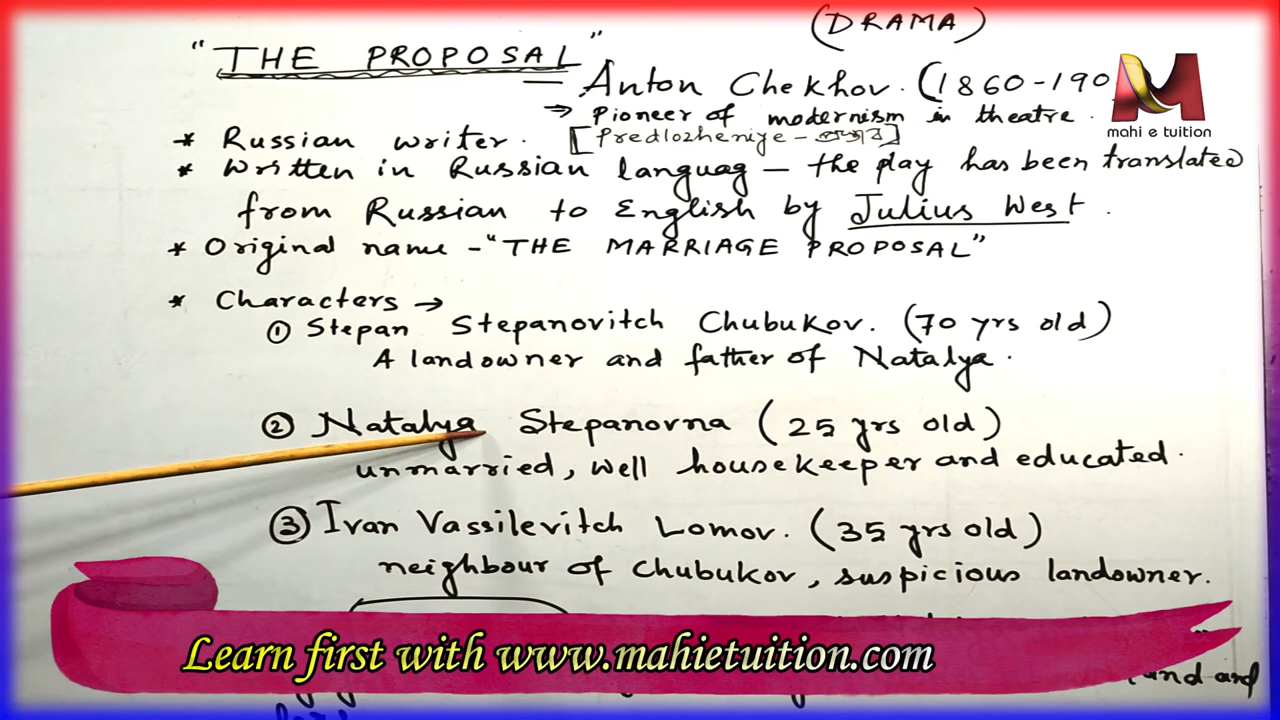 (DRAMA)
"THE PROPOSAL"
— Anton Chekhov. (1860-190
→ Pioneer of modernism in theatre.
M
mahi e tuition
* Russian writer. [Predlozheniye -
* Written in Russian languag — the play has been translated
from Russian to English by Julius West.
* Original name - "THE MARRIAGE PROPOSAL"
* Characters →
① Stepan Stepanovitch Chubukov. (70 yrs old)
A landowner and father of Natalya.
② Natalya Stepanovna (25 yrs old)
unmarried, well housekeeper and educated.
③ Ivan Vassilevitch Lomov. (35 yrs old)
neighbour of Chubukov, suspicious landowner.
Learn first with www.mahietuition.com
and